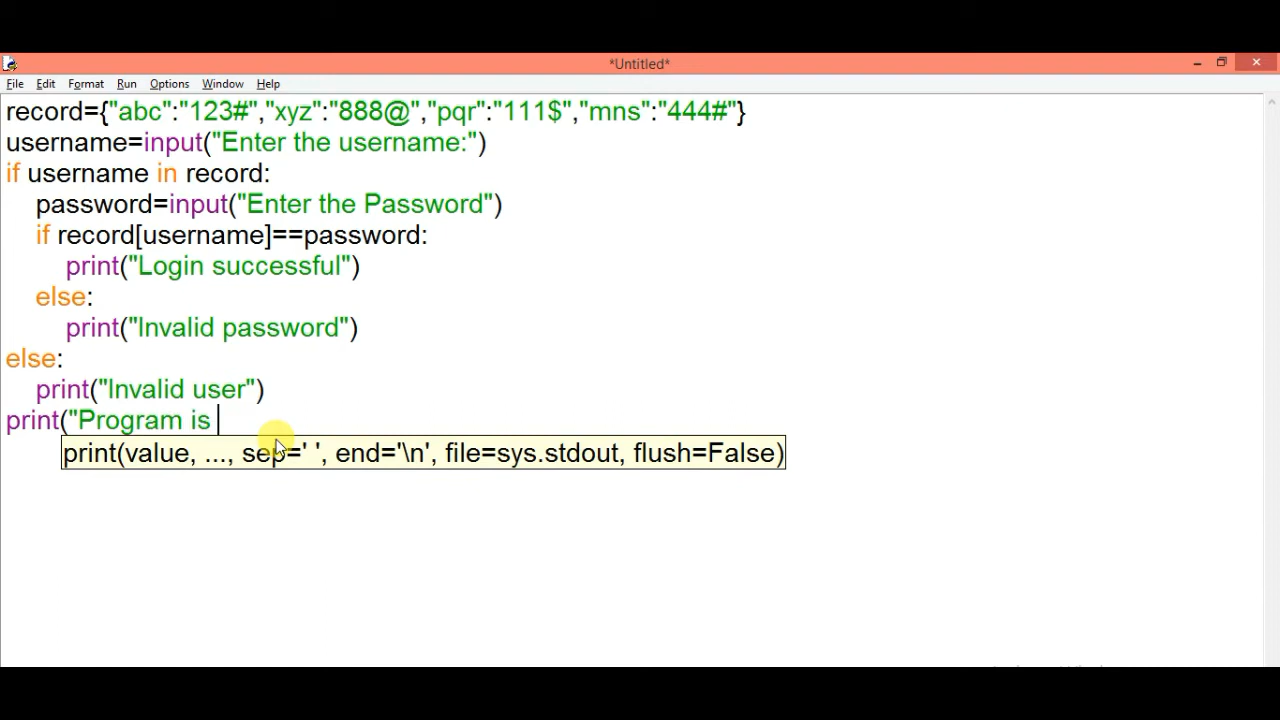 *Untitled*
File Edit Format Run Options Window Help
record={"abc":"123#","xyz":"888@","pqr":"111$","mns":"444#"}
username=input("Enter the username:")
if username in record:
    password=input("Enter the Password")
    if record[username]==password:
        print("Login successful")
    else:
        print("Invalid password")
else:
    print("Invalid user")
print("Program is
print(value, ..., sep=' ', end='\n', file=sys.stdout, flush=False)